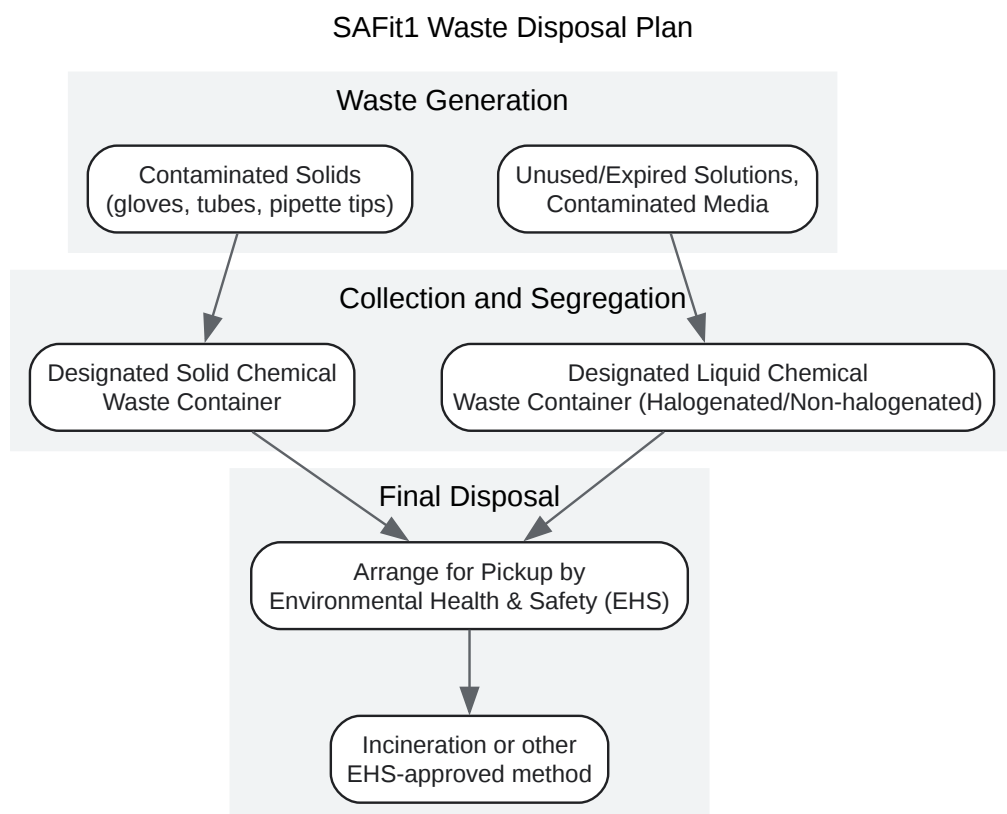 SAFit1 Waste Disposal Plan
Waste Generation
Contaminated Solids
(gloves, tubes, pipette tips)
Unused/Expired Solutions,
Contaminated Media
Collection and Segregation
Designated Solid Chemical
Waste Container
Designated Liquid Chemical
Waste Container (Halogenated/Non-halogenated)
Final Disposal
Arrange for Pickup by
Environmental Health & Safety (EHS)
Incineration or other
EHS-approved method